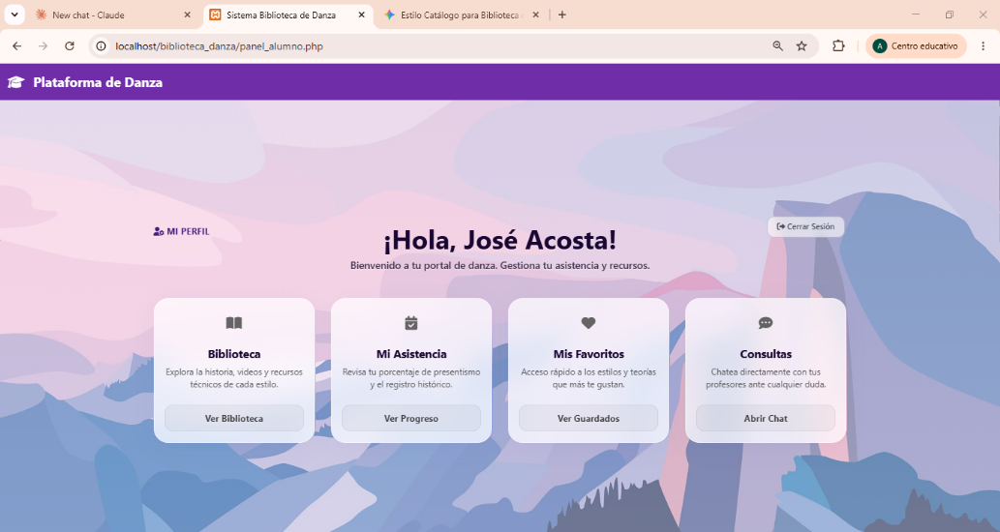 New chat - Claude
Sistema Biblioteca de Danza
Estilo Catálogo para Biblioteca
localhost/biblioteca_danza/panel_alumno.php
A
Centro educativo
Plataforma de Danza
MI PERFIL
Cerrar Sesión
¡Hola, José Acosta!
Bienvenido a tu portal de danza. Gestiona tu asistencia y recursos.
Biblioteca
Explora la historia, videos y recursos
técnicos de cada estilo.
Ver Biblioteca
Mi Asistencia
Revisa tu porcentaje de presentismo
y el registro histórico.
Ver Progreso
Mis Favoritos
Acceso rápido a los estilos y teorías
que más te gustan.
Ver Guardados
Consultas
Chatea directamente con tus
profesores ante cualquier duda.
Abrir Chat